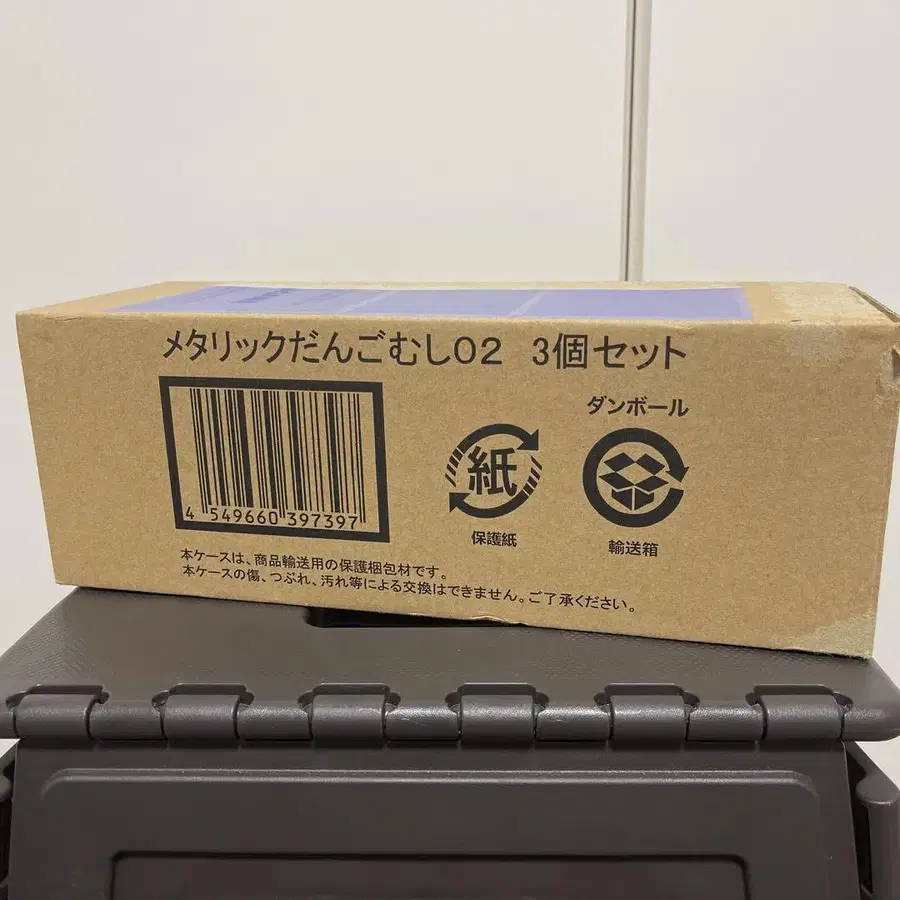 メタリックだんごむし02 3個セット
ダンボール
紙
4 549660 397397
保護紙
輸送箱
本ケースは、商品輸送用の保護梱包材です。
本ケースの傷、つぶれ、汚れ等による交換はできません。ご了承ください。